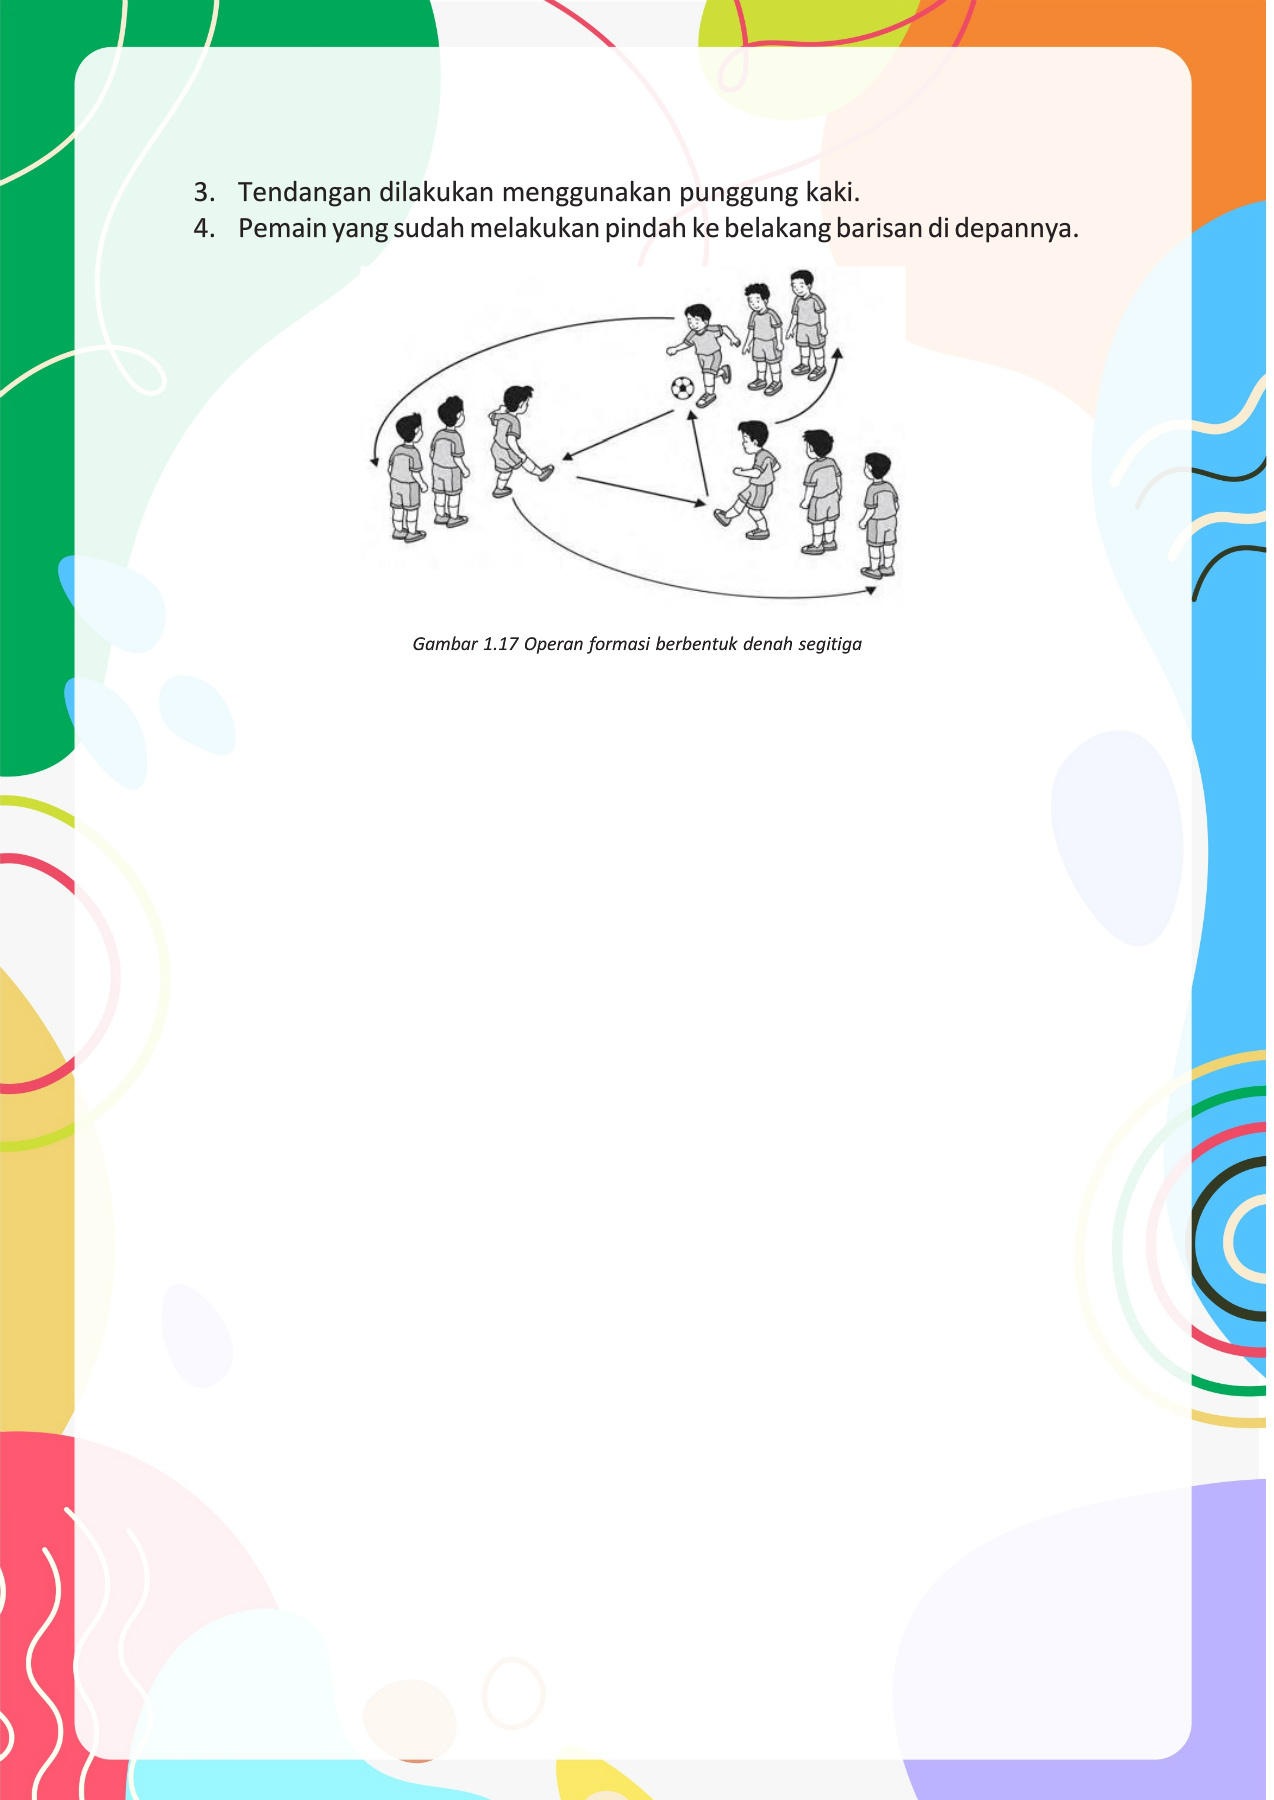 3. Tendangan dilakukan menggunakan punggung kaki.
4. Pemain yang sudah melakukan pindah ke belakang barisan di depannya.
Gambar 1.17 Operan formasi berbentuk denah segitiga